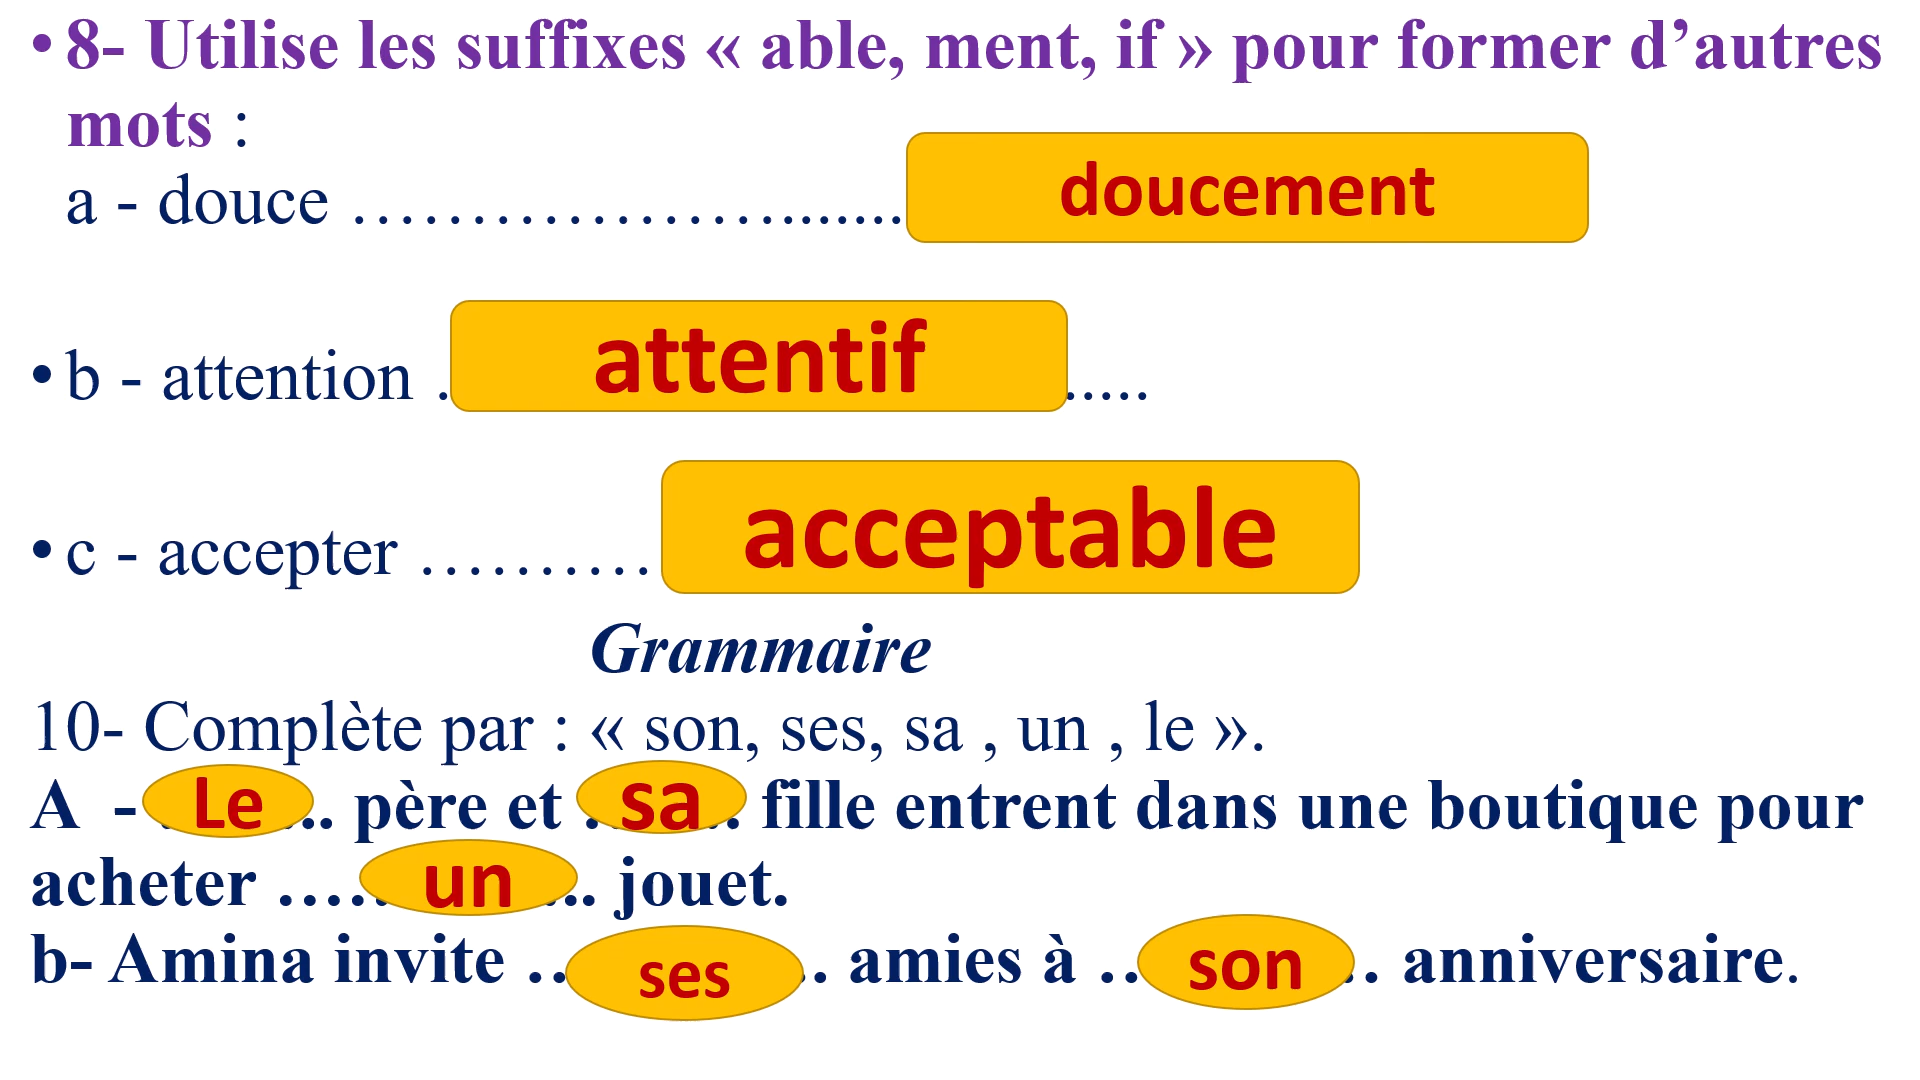 • 8- Utilise les suffixes « able, ment, if » pour former d’autres
mots :
a - douce …………………....... doucement
• b - attention . attentif .....
• c - accepter ………. acceptable
Grammaire
10- Complète par : « son, ses, sa , un , le ».
A - Le .. père et . sa . fille entrent dans une boutique pour
acheter …. un .. jouet.
b- Amina invite .. ses . amies à .. son . anniversaire.